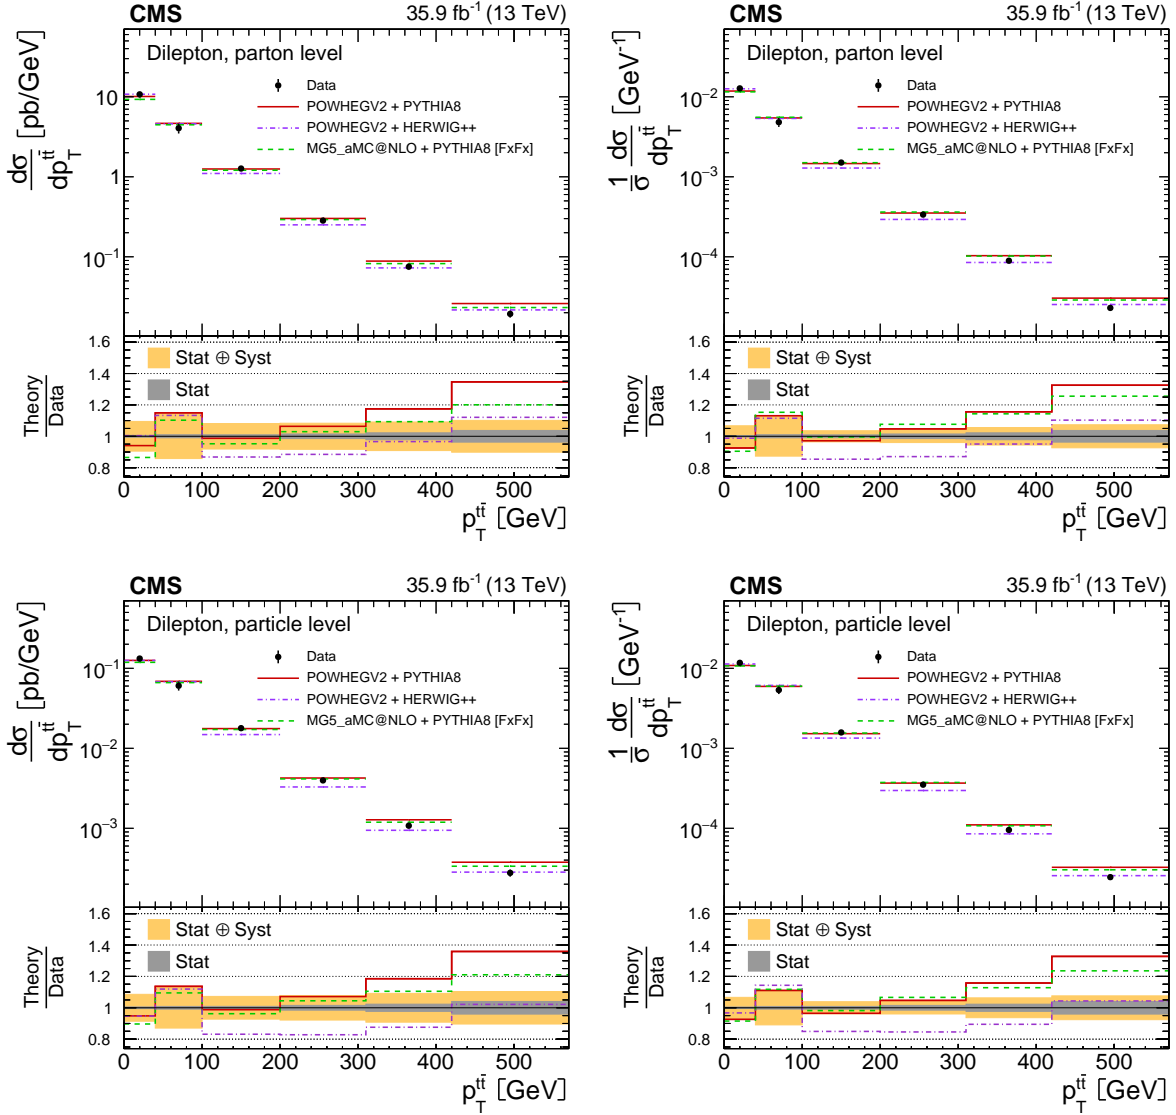 CMS
35.9 fb⁻¹ (13 TeV)
Dilepton, parton level
Data
POWHEGV2 + PYTHIA8
POWHEGV2 + HERWIG++
MG5_aMC@NLO + PYTHIA8 [FxFx]
dσ/dp_T^{tt̄} [pb/GeV]
10
1
10⁻¹
Stat ⊕ Syst
Stat
Theory/Data
1.6
1.4
1.2
1
0.8
0 100 200 300 400 500
p_T^{tt̄} [GeV]
CMS
35.9 fb⁻¹ (13 TeV)
Dilepton, parton level
Data
POWHEGV2 + PYTHIA8
POWHEGV2 + HERWIG++
MG5_aMC@NLO + PYTHIA8 [FxFx]
1/σ dσ/dp_T^{tt̄} [GeV⁻¹]
10⁻²
10⁻³
10⁻⁴
Stat ⊕ Syst
Stat
Theory/Data
1.6
1.4
1.2
1
0.8
0 100 200 300 400 500
p_T^{tt̄} [GeV]
CMS
35.9 fb⁻¹ (13 TeV)
Dilepton, particle level
Data
POWHEGV2 + PYTHIA8
POWHEGV2 + HERWIG++
MG5_aMC@NLO + PYTHIA8 [FxFx]
dσ/dp_T^{tt̄} [pb/GeV]
10⁻¹
10⁻²
10⁻³
Stat ⊕ Syst
Stat
Theory/Data
1.6
1.4
1.2
1
0.8
0 100 200 300 400 500
p_T^{tt̄} [GeV]
CMS
35.9 fb⁻¹ (13 TeV)
Dilepton, particle level
Data
POWHEGV2 + PYTHIA8
POWHEGV2 + HERWIG++
MG5_aMC@NLO + PYTHIA8 [FxFx]
1/σ dσ/dp_T^{tt̄} [GeV⁻¹]
10⁻²
10⁻³
10⁻⁴
Stat ⊕ Syst
Stat
Theory/Data
1.6
1.4
1.2
1
0.8
0 100 200 300 400 500
p_T^{tt̄} [GeV]